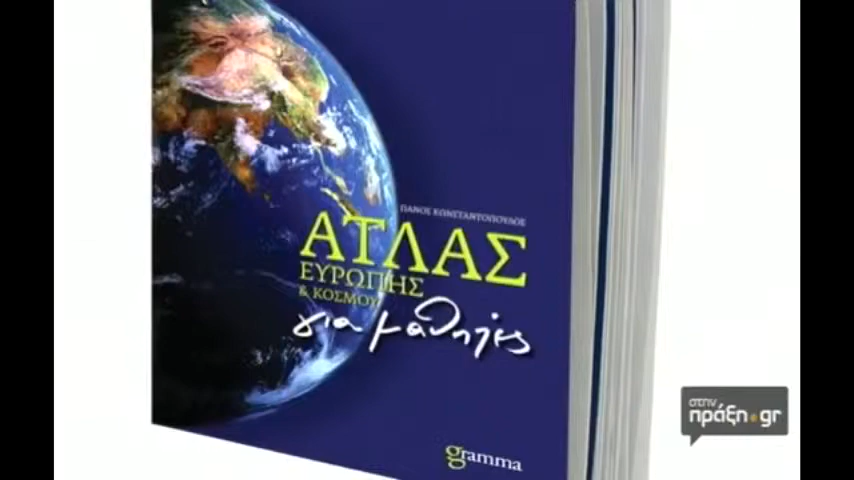 ΠΑΝΟΣ ΚΩΝΣΤΑΝΤΟΠΟΥΛΟΣ
ΑΤΛΑΣ
ΕΥΡΩΠΗΣ
& ΚΟΣΜΟΥ
για μαθητές
gramma
στην
πράξη.gr